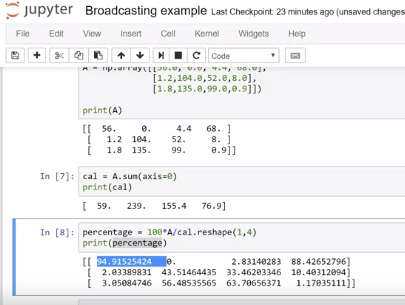 jupyter Broadcasting example Last Checkpoint: 23 minutes ago (unsaved changes
File Edit View Insert Cell Kernel Widgets Help
Code
A = np.array([[56.0, 0.0, 4.4, 68.0],
[1.2,104.0,52.0,8.0],
[1.8,135.0,99.0,0.9]])
print(A)
[[ 56. 0. 4.4 68. ]
[ 1.2 104. 52. 8. ]
[ 1.8 135. 99. 0.9]]
In [7]: cal = A.sum(axis=0)
print(cal)
[ 59. 239. 155.4 76.9]
In [8]: percentage = 100*A/cal.reshape(1,4)
print(percentage)
[[ 94.91525424 0. 2.83140283 88.42652796]
[ 2.03389831 43.51464435 33.46203346 10.40312094]
[ 3.05084746 56.48535565 63.70656371 1.17035111]]